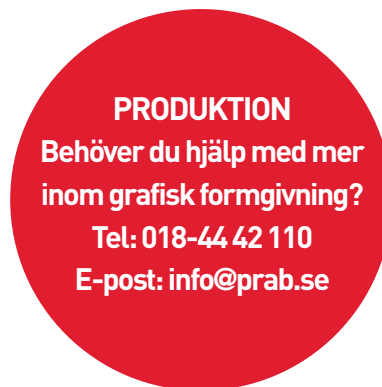 PRODUKTION
Behöver du hjälp med mer
inom grafisk formgivning?
Tel: 018-44 42 110
E-post: info@prab.se